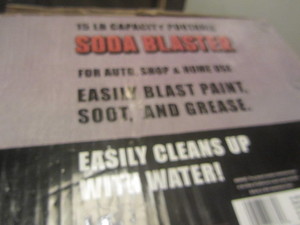 15 LB CAPACITY PORTABLE
SODA BLASTER
FOR AUTO, SHOP & HOME USE.
EASILY BLAST PAINT,
SOOT, AND GREASE.
EASILY CLEANS UP
WITH WATER!